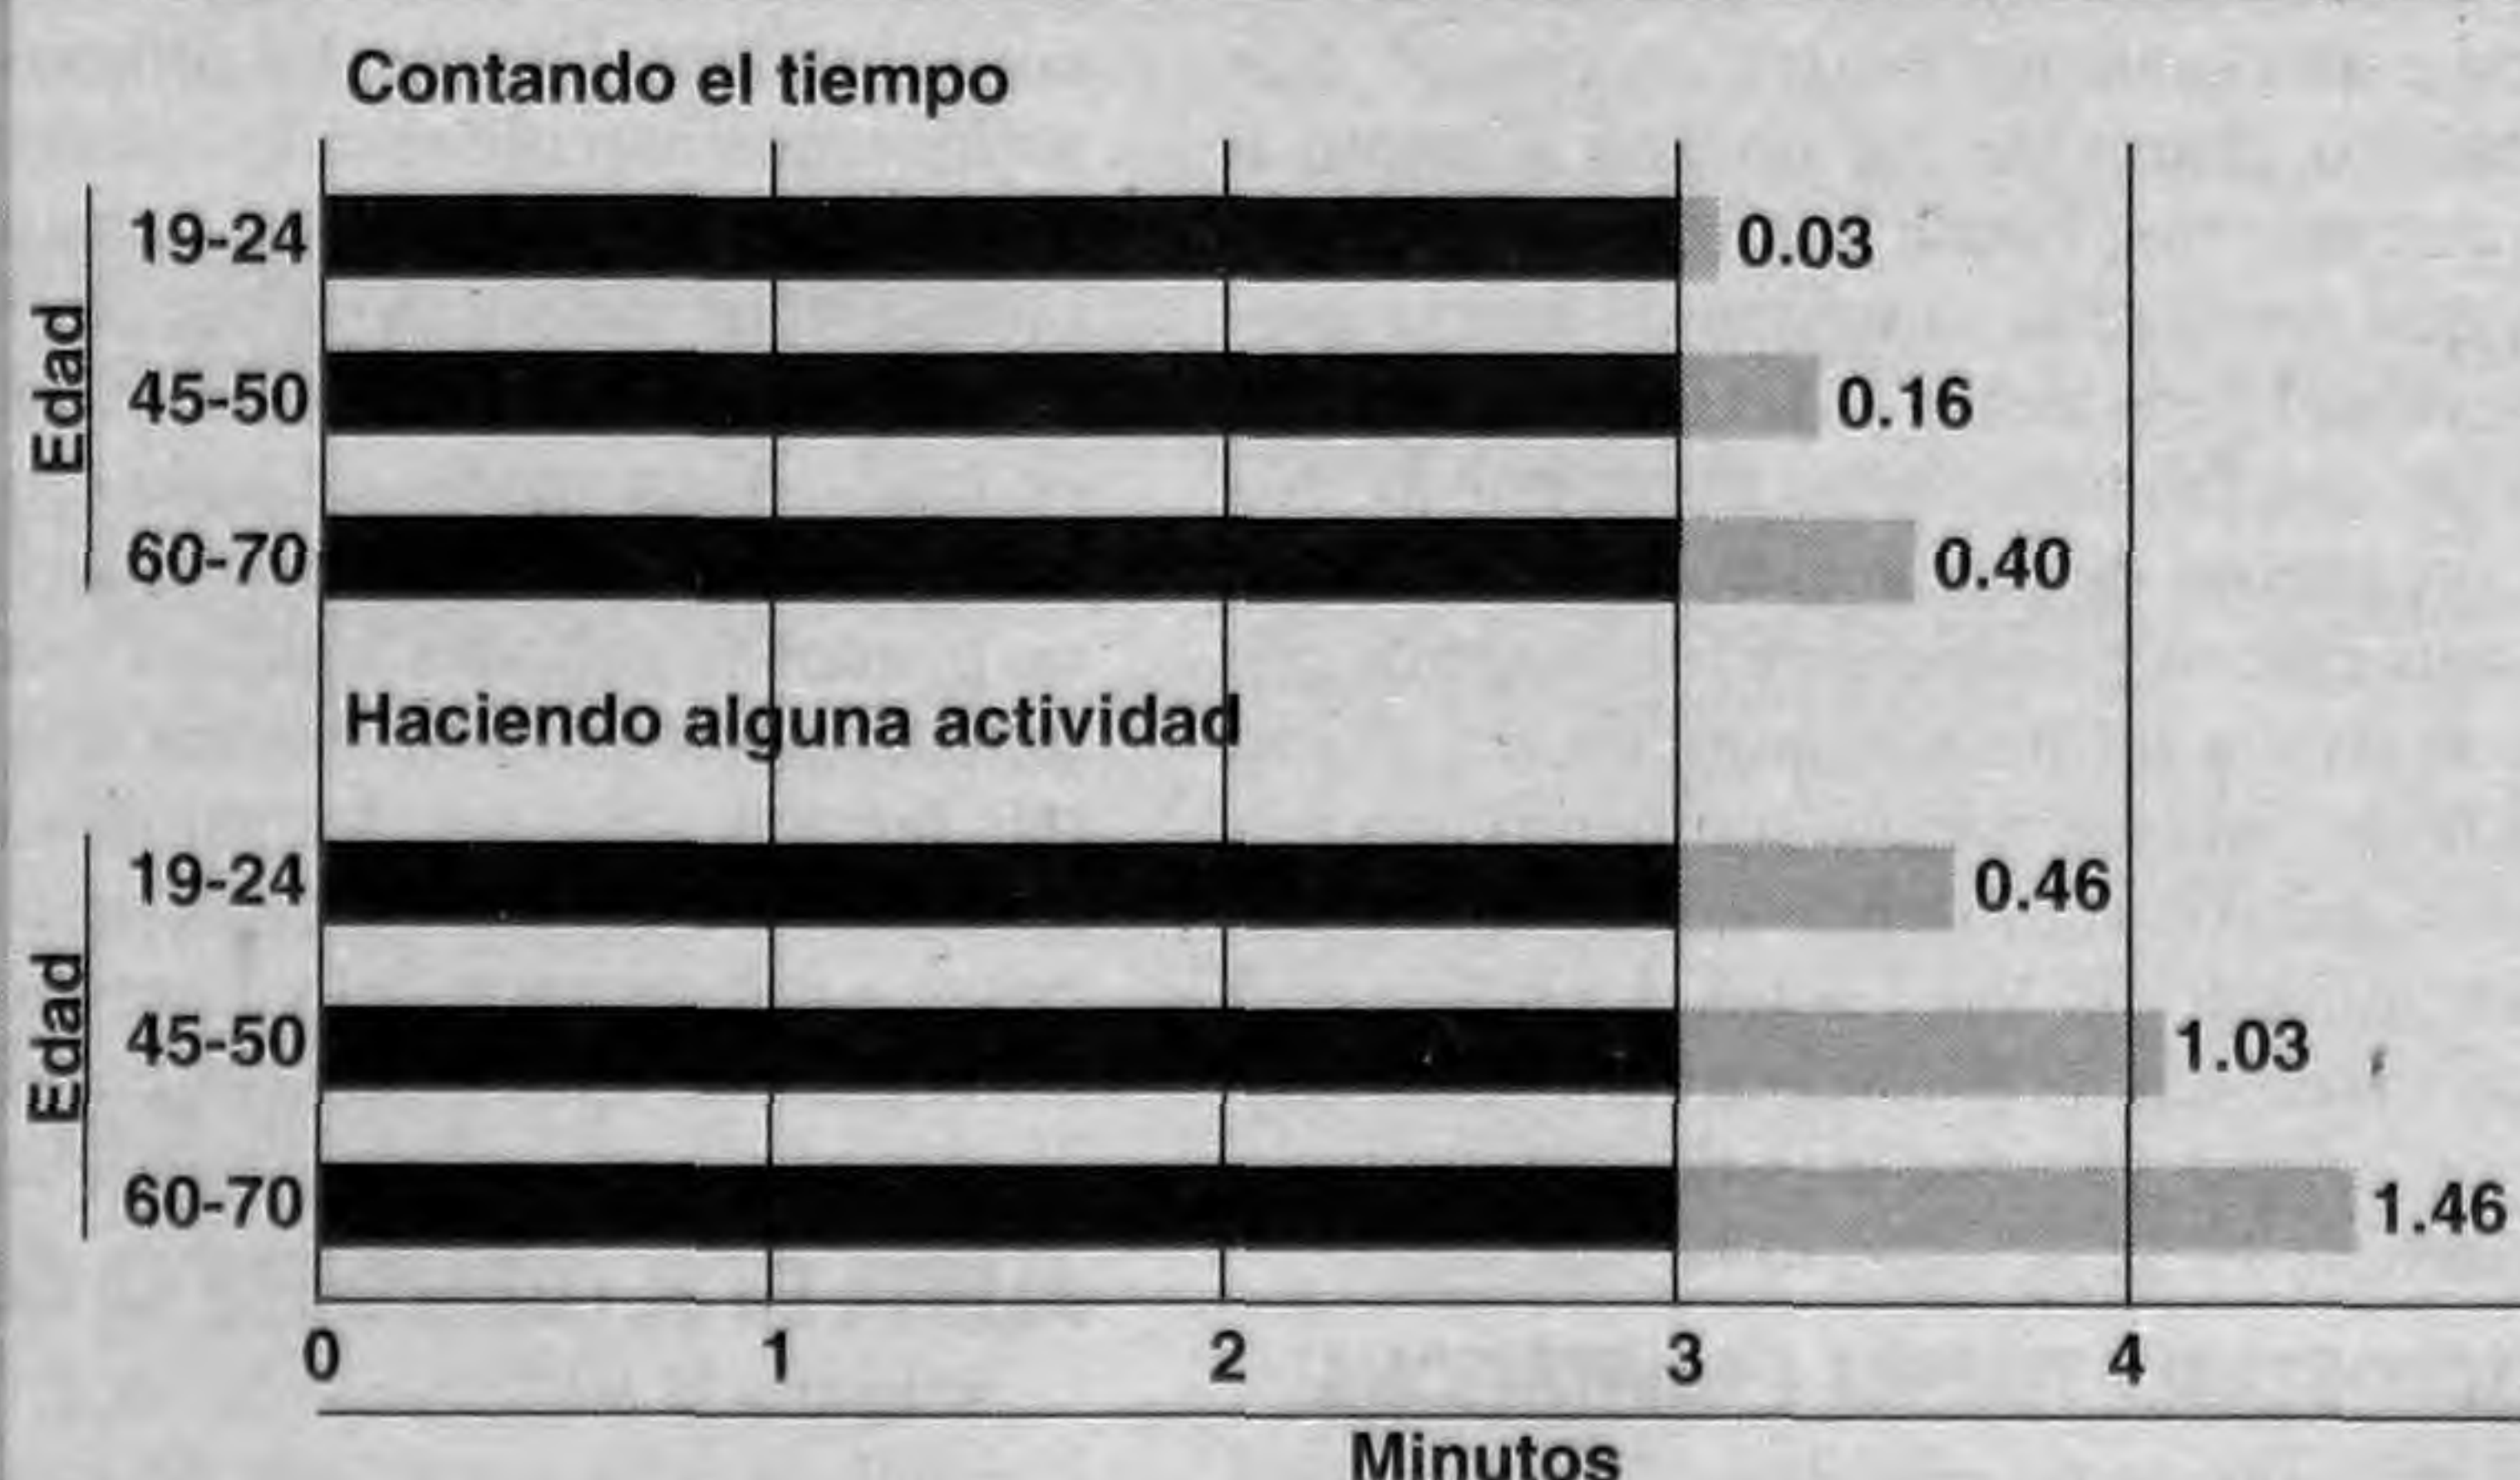 Contando el tiempo
Edad
19-24 0.03
45-50 0.16
60-70 0.40
Haciendo alguna actividad
Edad
19-24 0.46
45-50 1.03
60-70 1.46
0 1 2 3 4
Minutos